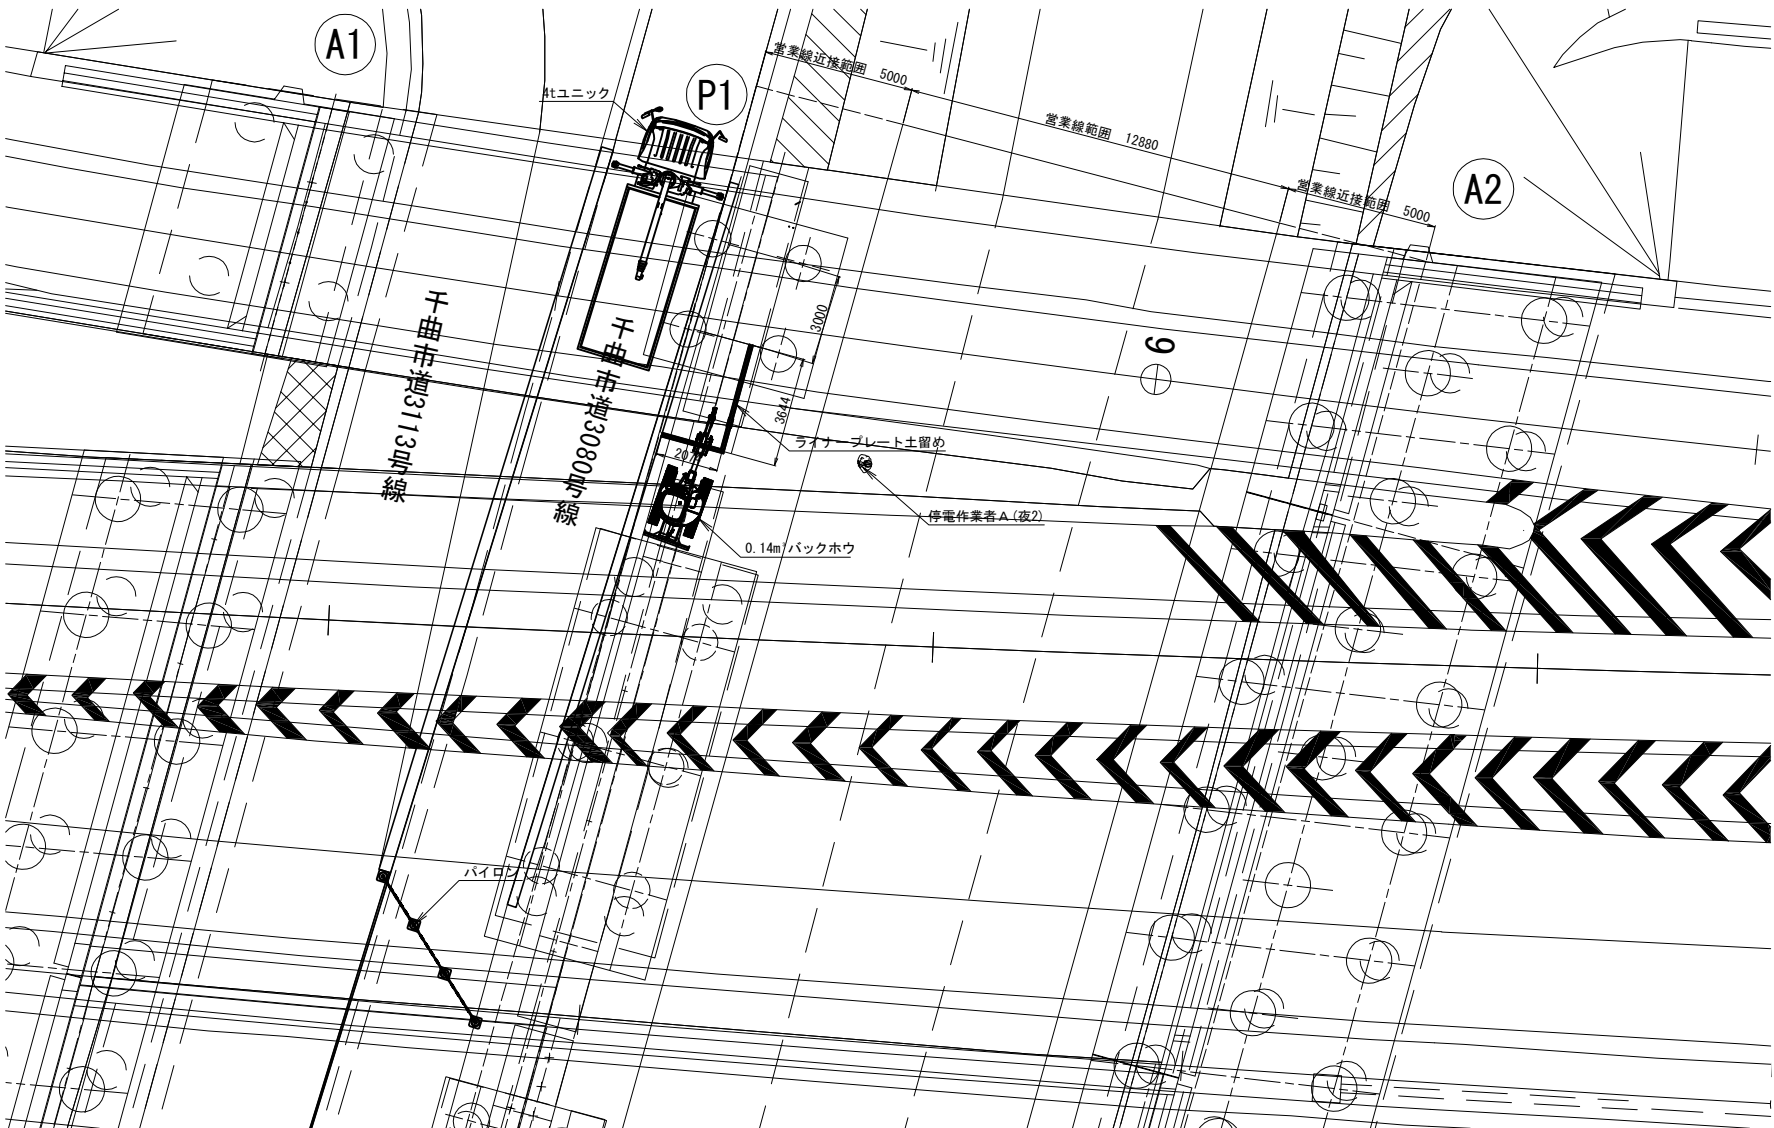 A1
P1
A2
4tユニック
営業線近接範囲 5000
営業線範囲 12880
営業線近接範囲 5000
千曲市道3113号線
千曲市道3080号線
3000
3644
9
ライナープレート土留め
停電作業者A(夜2)
0.14m³バックホウ
パイロン